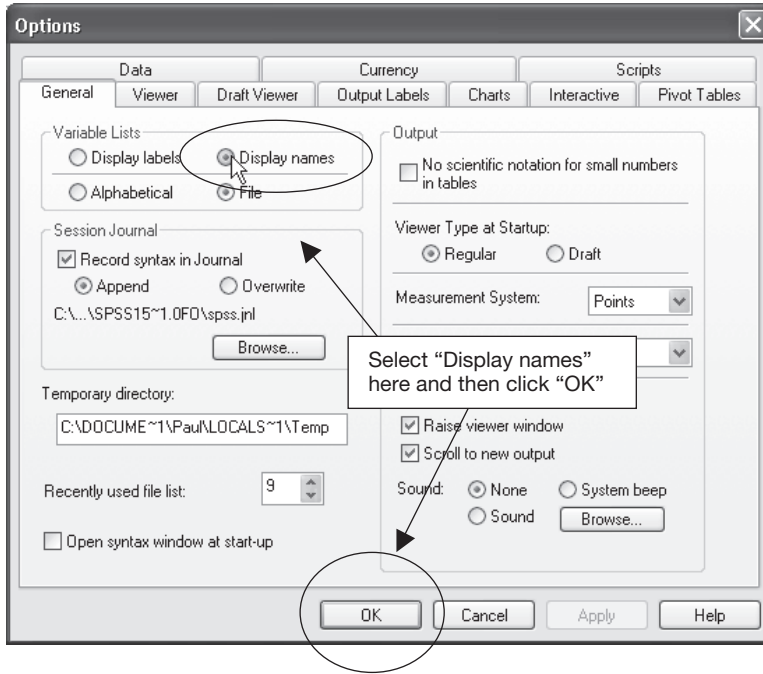 Options
Data Currency Scripts
General Viewer Draft Viewer Output Labels Charts Interactive Pivot Tables
Variable Lists
Display labels Display names
Alphabetical File
Session Journal
Record syntax in Journal
Append Overwrite
C:\...\SPSS15~1.0FO\spss.jnl
Browse...
Temporary directory:
C:\DOCUME~1\Paul\LOCALS~1\Temp
Recently used file list: 9
Open syntax window at start-up
Output
No scientific notation for small numbers
in tables
Viewer Type at Startup:
Regular Draft
Measurement System: Points
Select “Display names”
here and then click “OK”
Raise viewer window
Scroll to new output
Sound: None System beep
Sound Browse...
OK Cancel Apply Help